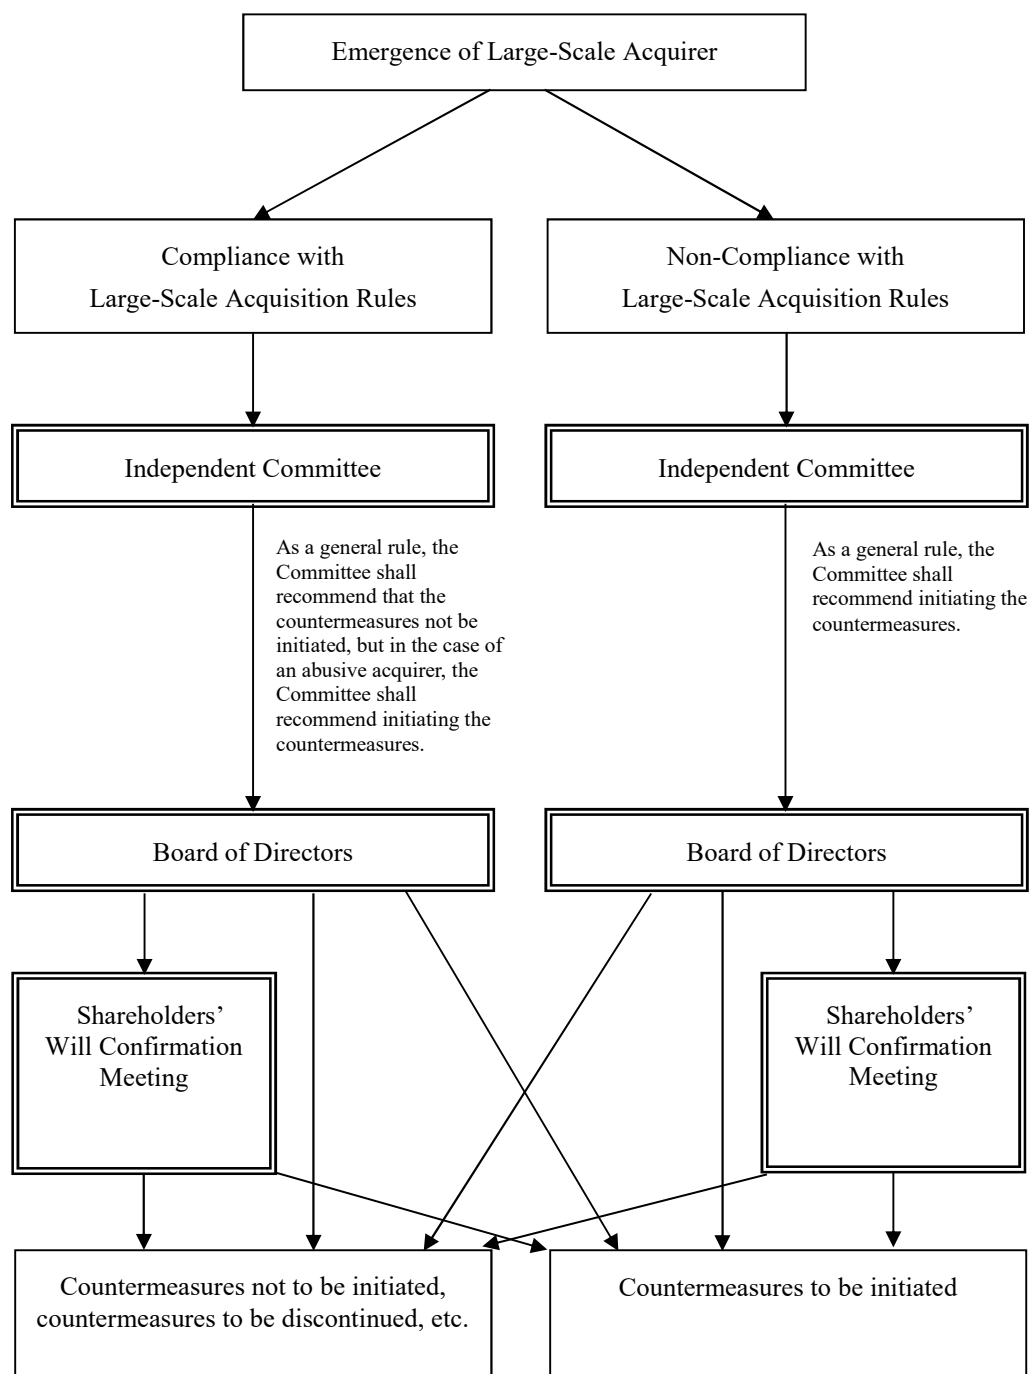 Emergence of Large-Scale Acquirer
Compliance with
Large-Scale Acquisition Rules
Non-Compliance with
Large-Scale Acquisition Rules
Independent Committee
Independent Committee
As a general rule, the
Committee shall
recommend that the
countermeasures not be
initiated, but in the case of
an abusive acquirer, the
Committee shall
recommend initiating the
countermeasures.
As a general rule, the
Committee shall
recommend initiating the
countermeasures.
Board of Directors
Board of Directors
Shareholders’
Will Confirmation
Meeting
Shareholders’
Will Confirmation
Meeting
Countermeasures not to be initiated,
countermeasures to be discontinued, etc.
Countermeasures to be initiated